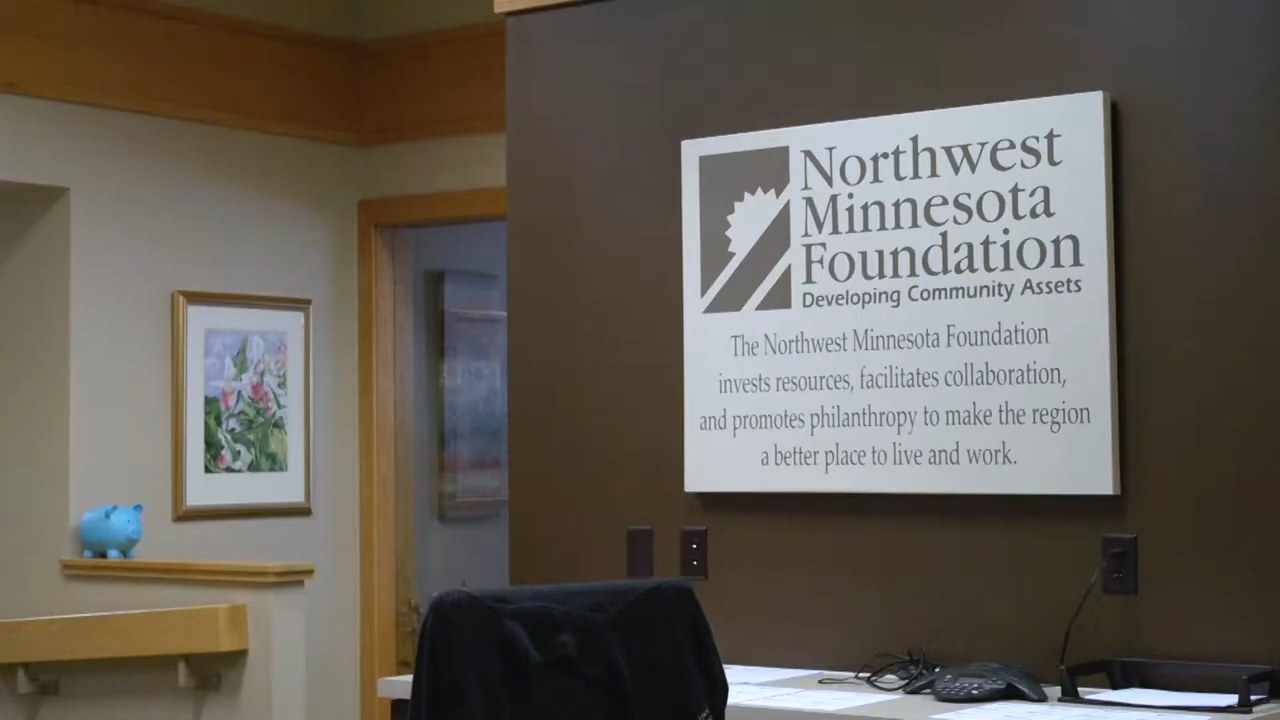 Northwest
Minnesota
Foundation
Developing Community Assets
The Northwest Minnesota Foundation
invests resources, facilitates collaboration,
and promotes philanthropy to make the region
a better place to live and work.